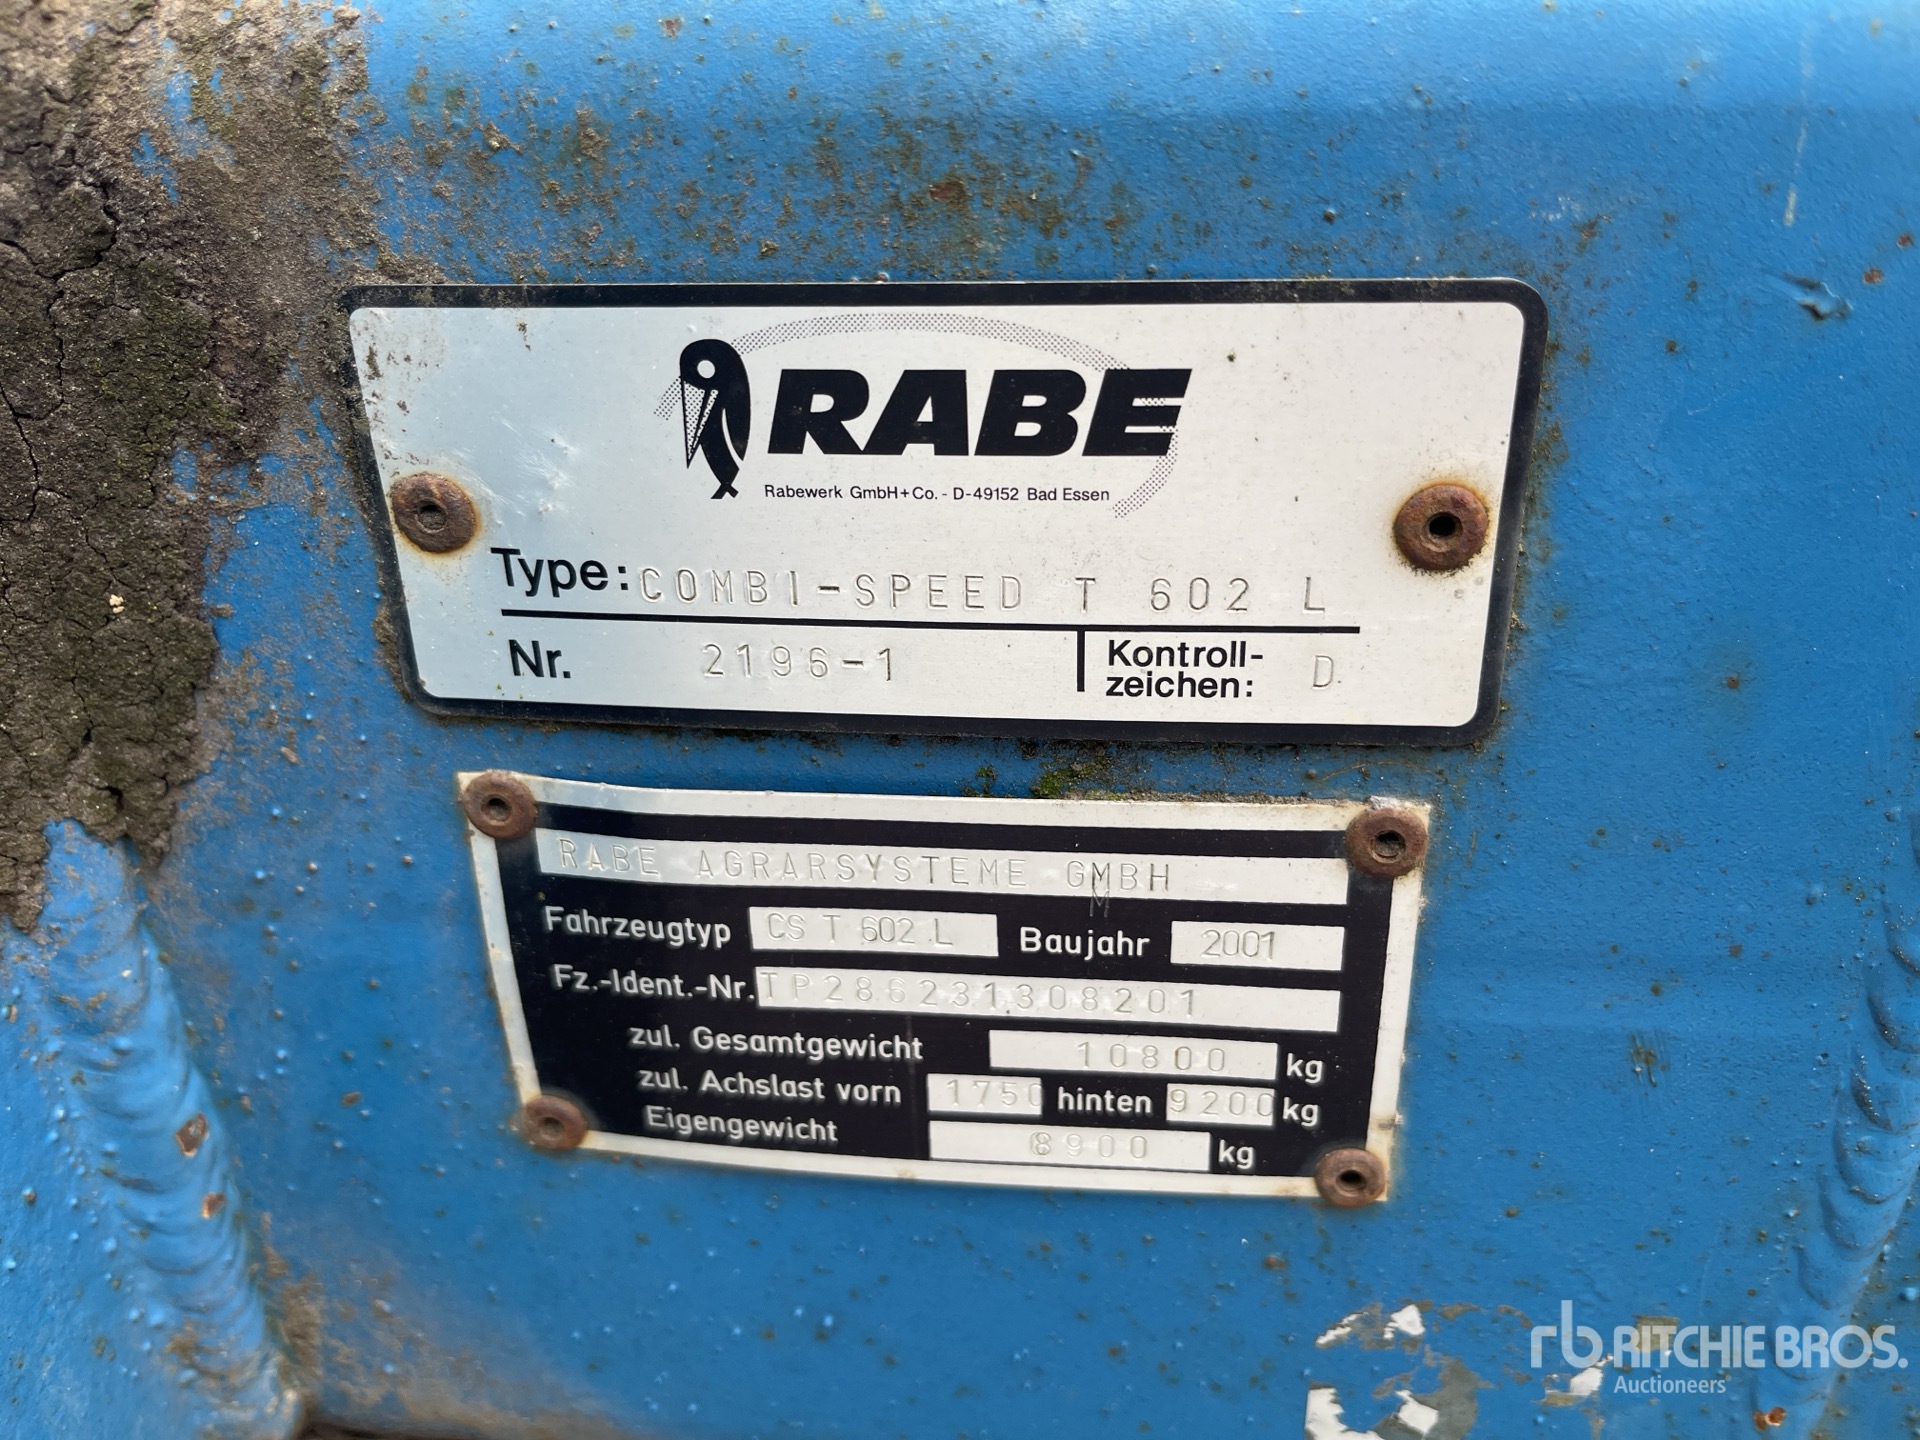 RABE
Rabewerk GmbH+Co. - D-49152 Bad Essen
Type: COMBI-SPEED T 602 L
Nr. 2196-1 Kontroll-
zeichen: D
RABE AGRARSYSTEME GMBH
M
Fahrzeugtyp CS T 602 L Baujahr 2001
Fz.-Ident.-Nr. TP286231308201
zul. Gesamtgewicht 10800 kg
zul. Achslast vorn 1750 hinten 9200 kg
Eigengewicht kg
rb RITCHIE BROS.
Auctioneers